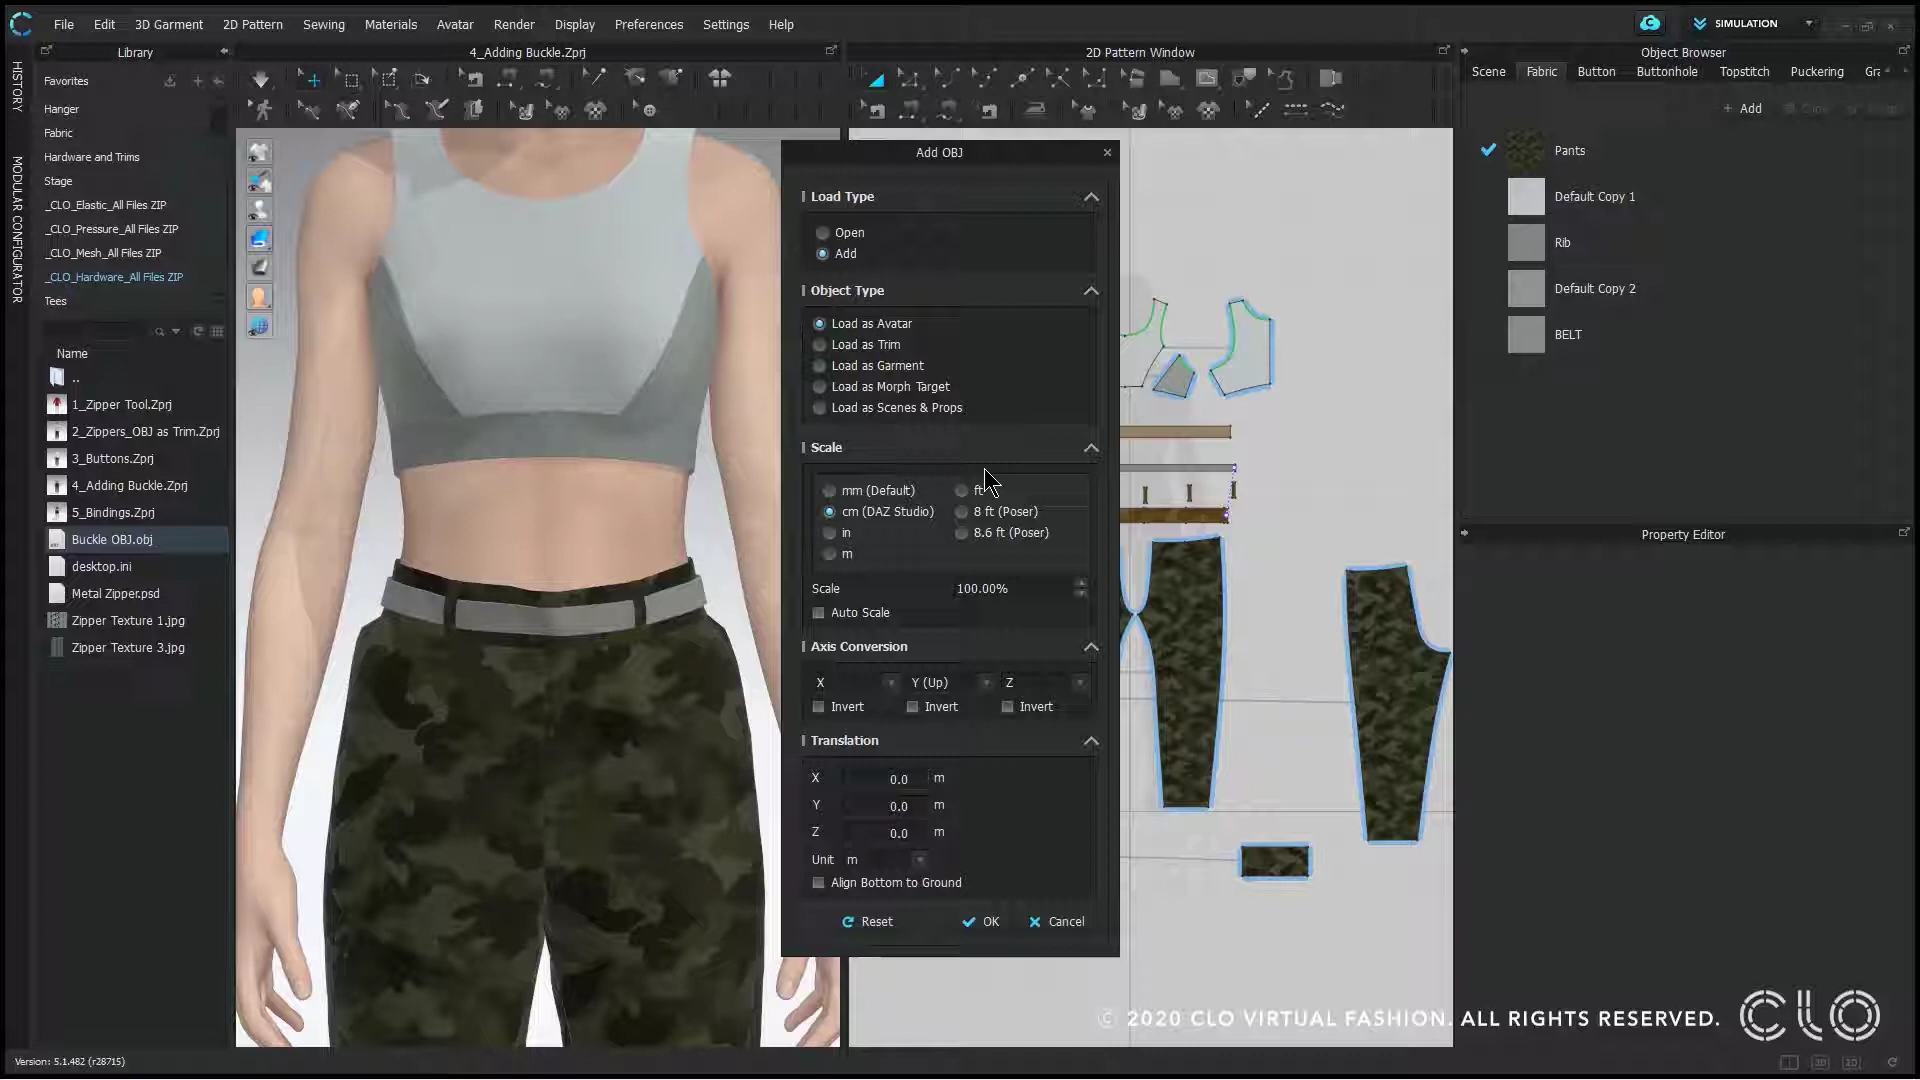 File Edit 3D Garment 2D Pattern Sewing Materials Avatar Render Display Preferences Settings Help
SIMULATION
Library
4_Adding Buckle.Zprj
2D Pattern Window
Object Browser
HISTORY
MODULAR CONFIGURATOR
Favorites
Hanger
Fabric
Hardware and Trims
Stage
_CLO_Elastic_All Files ZIP
_CLO_Pressure_All Files ZIP
_CLO_Mesh_All Files ZIP
_CLO_Hardware_All Files ZIP
Tees
Name
..
1_Zipper Tool.Zprj
2_Zippers_OBJ as Trim.Zprj
3_Buttons.Zprj
4_Adding Buckle.Zprj
5_Bindings.Zprj
Buckle OBJ.obj
desktop.ini
Metal Zipper.psd
Zipper Texture 1.jpg
Zipper Texture 3.jpg
Add OBJ
Load Type
Open
Add
Object Type
Load as Avatar
Load as Trim
Load as Garment
Load as Morph Target
Load as Scenes & Props
Scale
mm (Default) ft
cm (DAZ Studio) 8 ft (Poser)
in 8.6 ft (Poser)
m
Scale 100.00%
Auto Scale
Axis Conversion
X Y (Up) Z
Invert Invert Invert
Translation
X 0.0 m
Y 0.0 m
Z 0.0 m
Unit m
Align Bottom to Ground
Reset OK Cancel
Scene Fabric Button Buttonhole Topstitch Puckering Gr
+ Add
Pants
Default Copy 1
Rib
Default Copy 2
BELT
Property Editor
© 2020 CLO VIRTUAL FASHION. ALL RIGHTS RESERVED. CLO
Version: 5.1.482 (r28715)